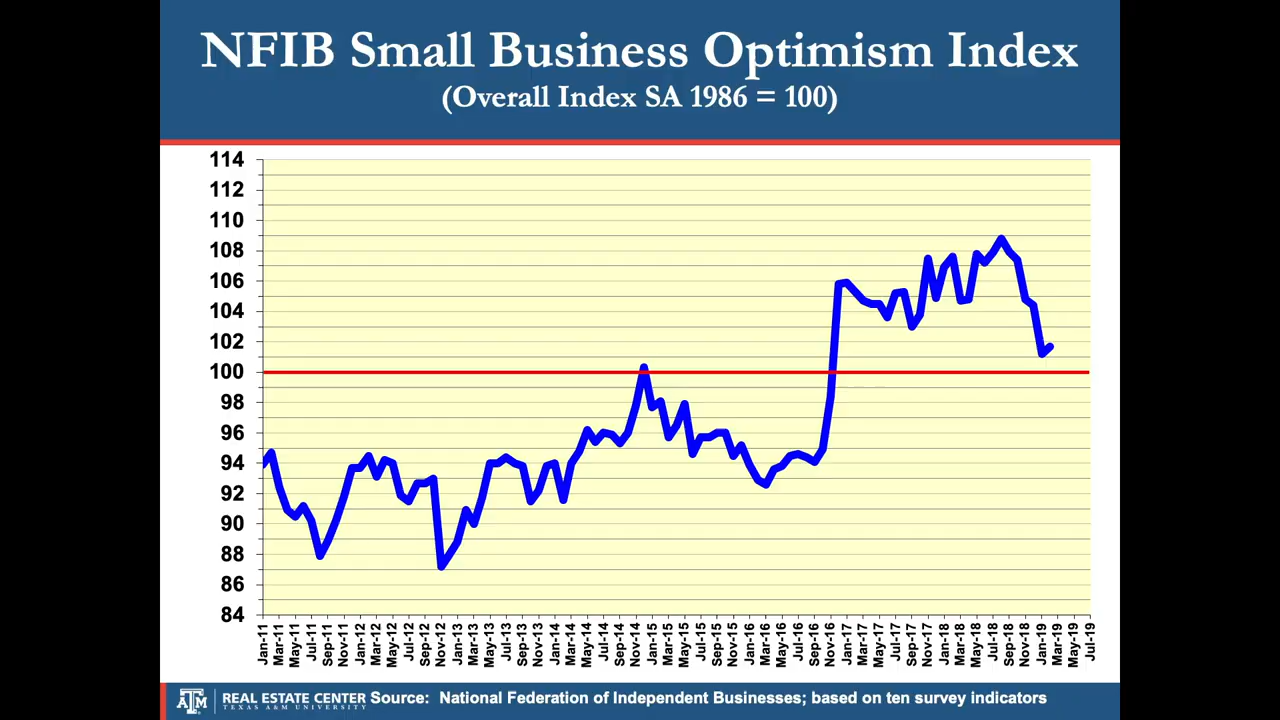 NFIB Small Business Optimism Index
(Overall Index SA 1986 = 100)
114
112
110
108
106
104
102
100
98
96
94
92
90
88
86
84
Jan-11
Mar-11
May-11
Jul-11
Sep-11
Nov-11
Jan-12
Mar-12
May-12
Jul-12
Sep-12
Nov-12
Jan-13
Mar-13
May-13
Jul-13
Sep-13
Nov-13
Jan-14
Mar-14
May-14
Jul-14
Sep-14
Nov-14
Jan-15
Mar-15
May-15
Jul-15
Sep-15
Nov-15
Jan-16
Mar-16
May-16
Jul-16
Sep-16
Nov-16
Jan-17
Mar-17
May-17
Jul-17
Sep-17
Nov-17
Jan-18
Mar-18
May-18
Jul-18
Sep-18
Nov-18
Jan-19
Mar-19
May-19
Jul-19
ATM
REAL ESTATE CENTER
TEXAS A&M UNIVERSITY
Source: National Federation of Independent Businesses; based on ten survey indicators